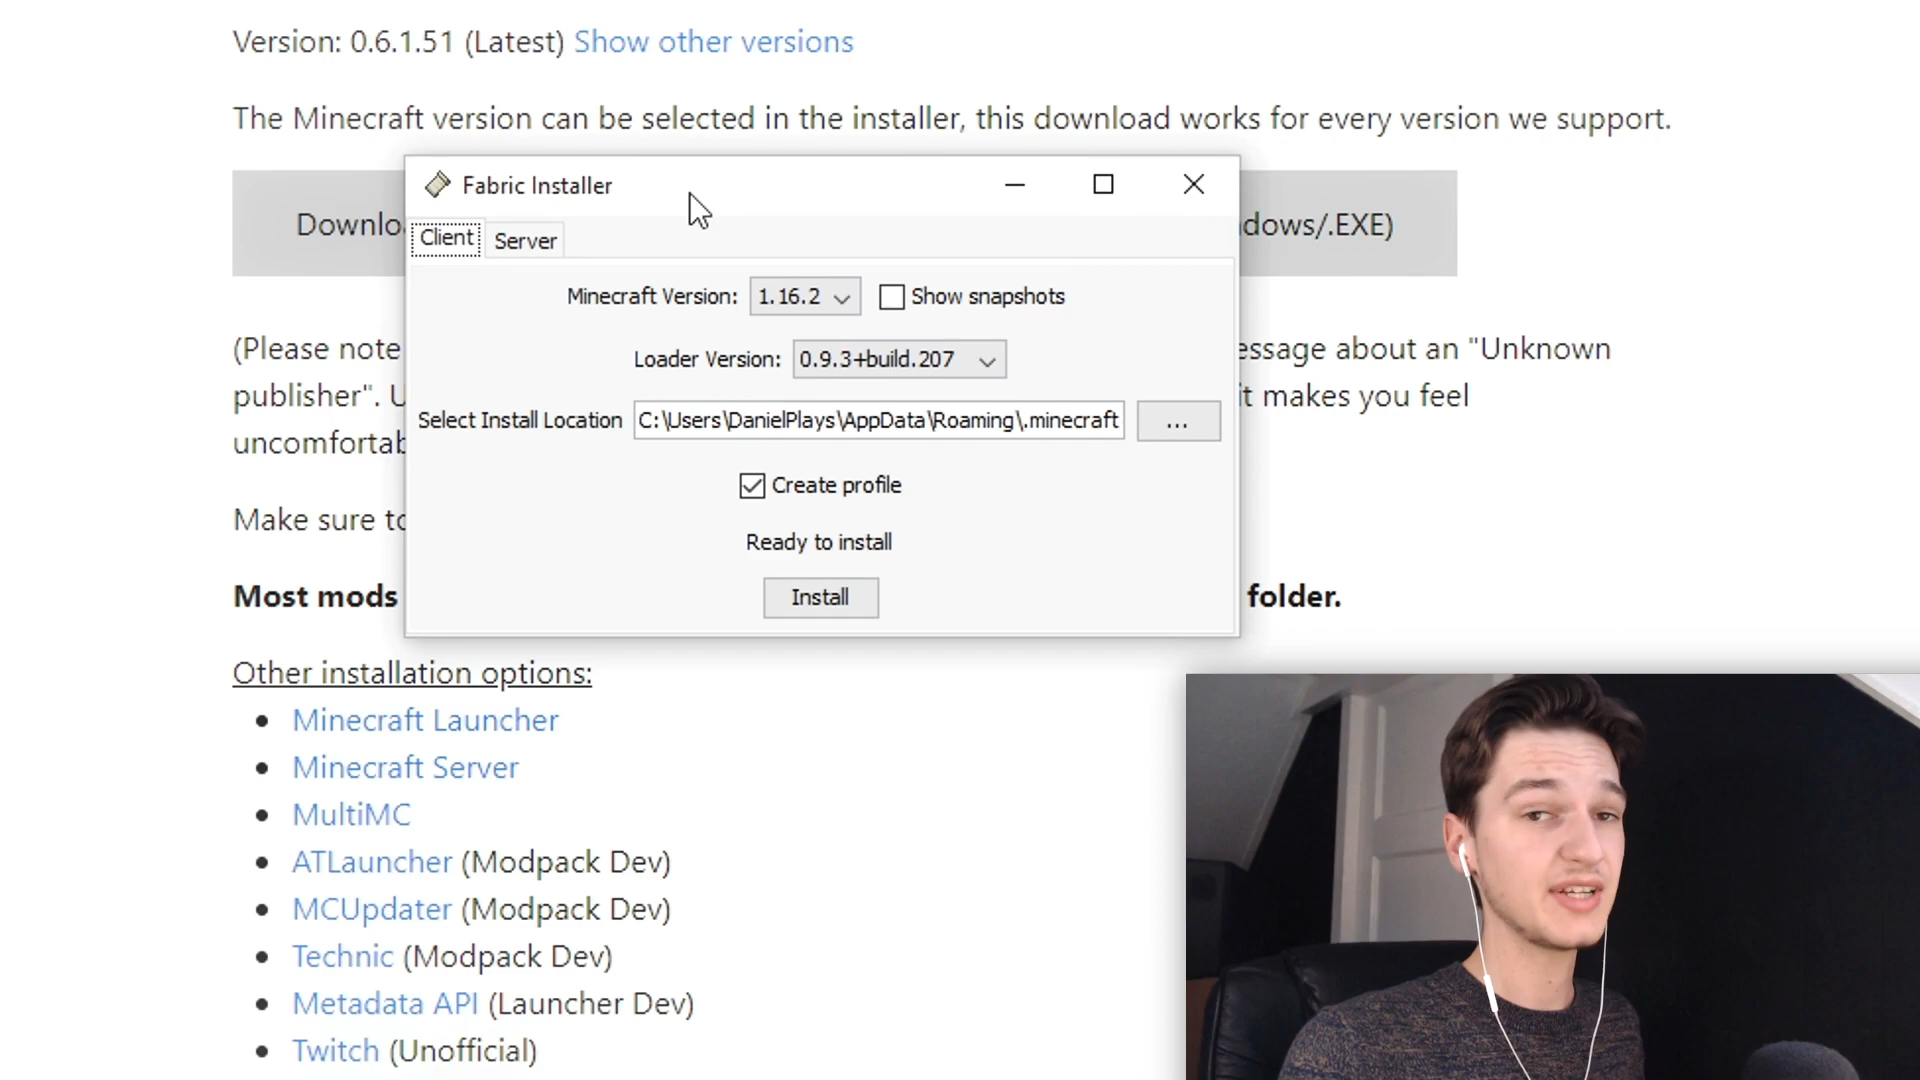 Version: 0.6.1.51 (Latest) Show other versions
The Minecraft version can be selected in the installer, this download works for every version we support.
Fabric Installer
Downlo
dows/.EXE)
Client
Server
Minecraft Version: 1.16.2 Show snapshots
Loader Version: 0.9.3+build.207
Select Install Location C:\Users\DanielPlays\AppData\Roaming\.minecraft ...
Create profile
Ready to install
Install
(Please note
essage about an "Unknown
publisher". U
it makes you feel
uncomfortab
Make sure to
Most mods
folder.
Other installation options:
• Minecraft Launcher
• Minecraft Server
• MultiMC
• ATLauncher (Modpack Dev)
• MCUpdater (Modpack Dev)
• Technic (Modpack Dev)
• Metadata API (Launcher Dev)
• Twitch (Unofficial)